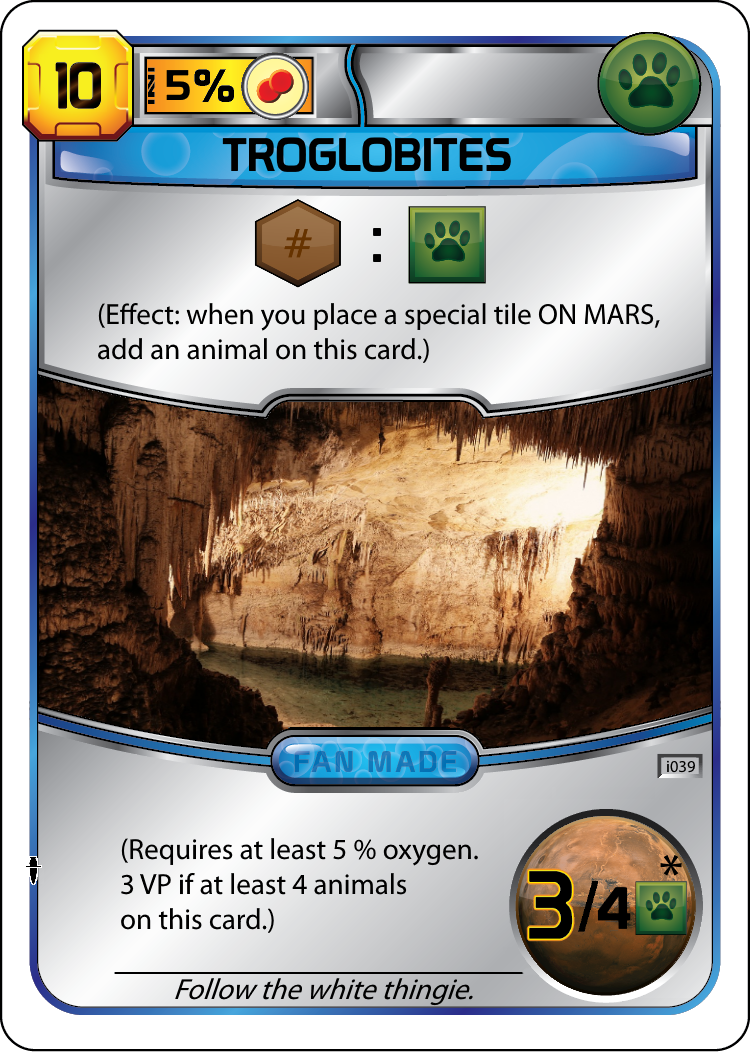 10
5%
TROGLOBITES
# :
(Effect: when you place a special tile ON MARS,
add an animal on this card.)
FAN MADE
i039
(Requires at least 5 % oxygen.
3 VP if at least 4 animals
on this card.)
3/4 *
Follow the white thingie.